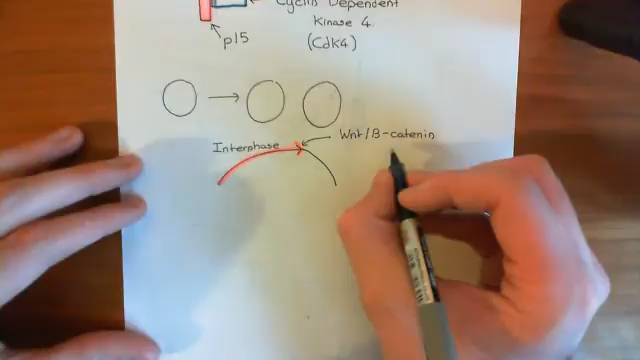 Cyclin Dependent
Kinase 4
(Cdk4)
p15
Interphase
Wnt/β-catenin